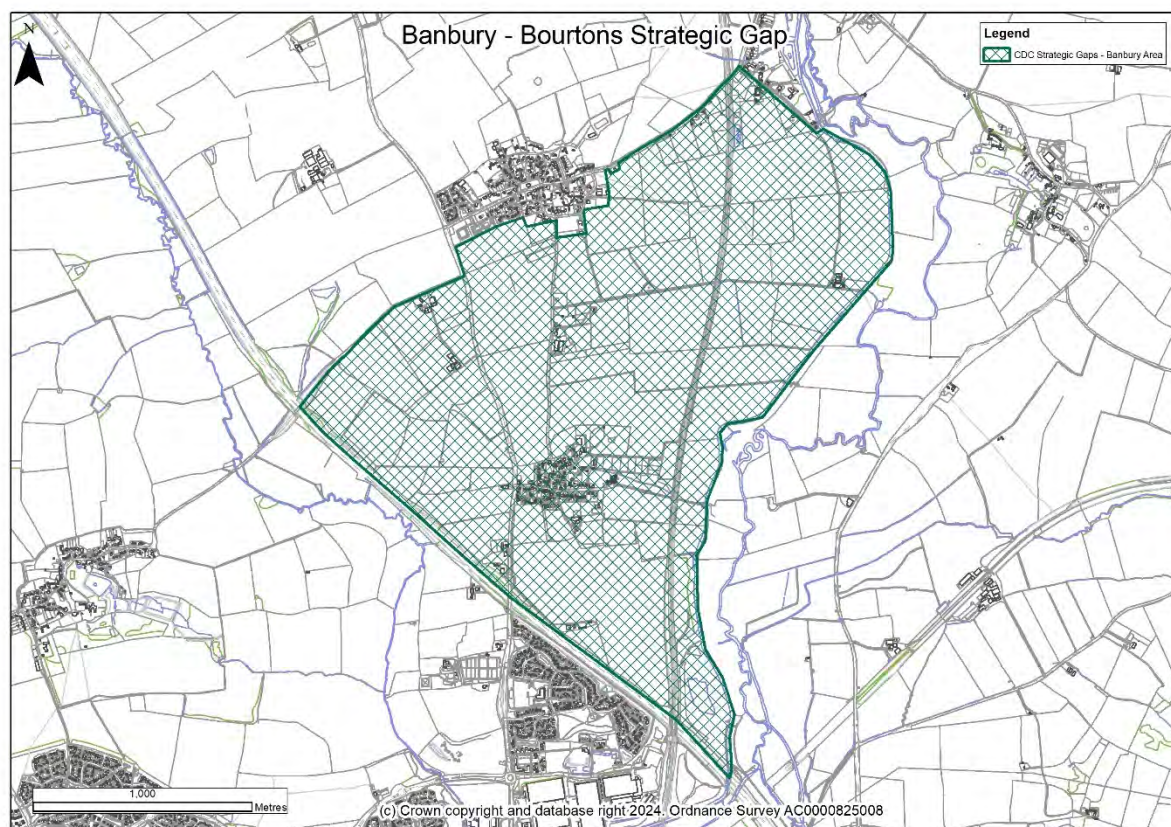 N
Banbury - Bourtons Strategic Gap
Legend
CDC Strategic Gaps - Banbury Area
1,000
Metres
(c) Crown copyright and database right 2024. Ordnance Survey AC0000825008